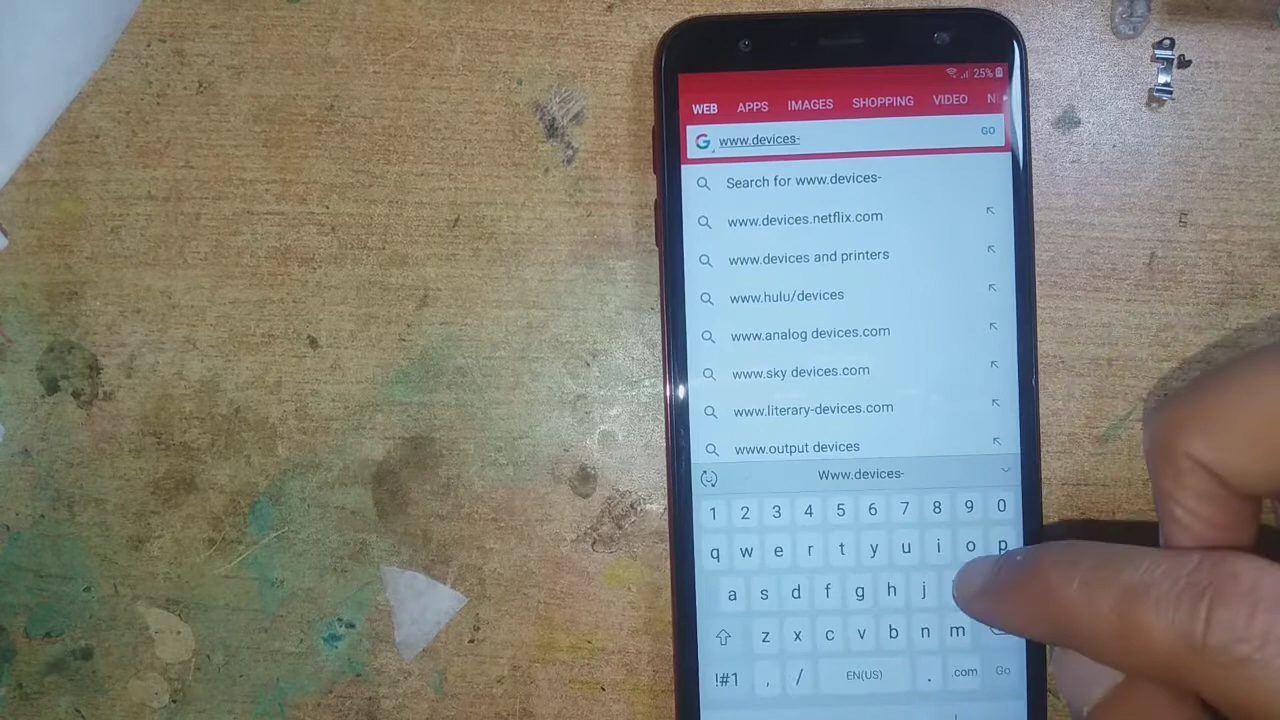 25%
WEB APPS IMAGES SHOPPING VIDEO
www.devices- GO
Search for www.devices-
www.devices.netflix.com
www.devices and printers
www.hulu/devices
www.analog devices.com
www.sky devices.com
www.literary-devices.com
www.output devices
Www.devices-
1 2 3 4 5 6 7 8 9 0
q w e r t y u i o p
a s d f g h j
z x c v b n m
!#1 , / EN(US) . .com Go